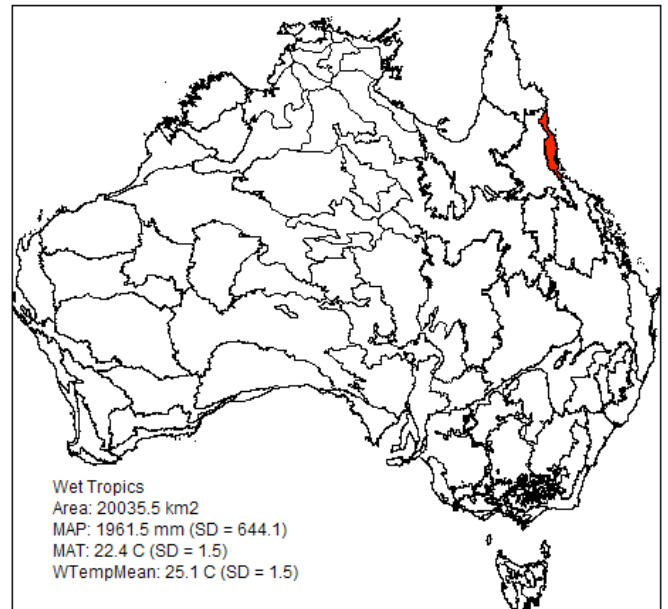 Wet Tropics
Area: 20035.5 km2
MAP: 1961.5 mm (SD = 644.1)
MAT: 22.4 C (SD = 1.5)
WTempMean: 25.1 C (SD = 1.5)